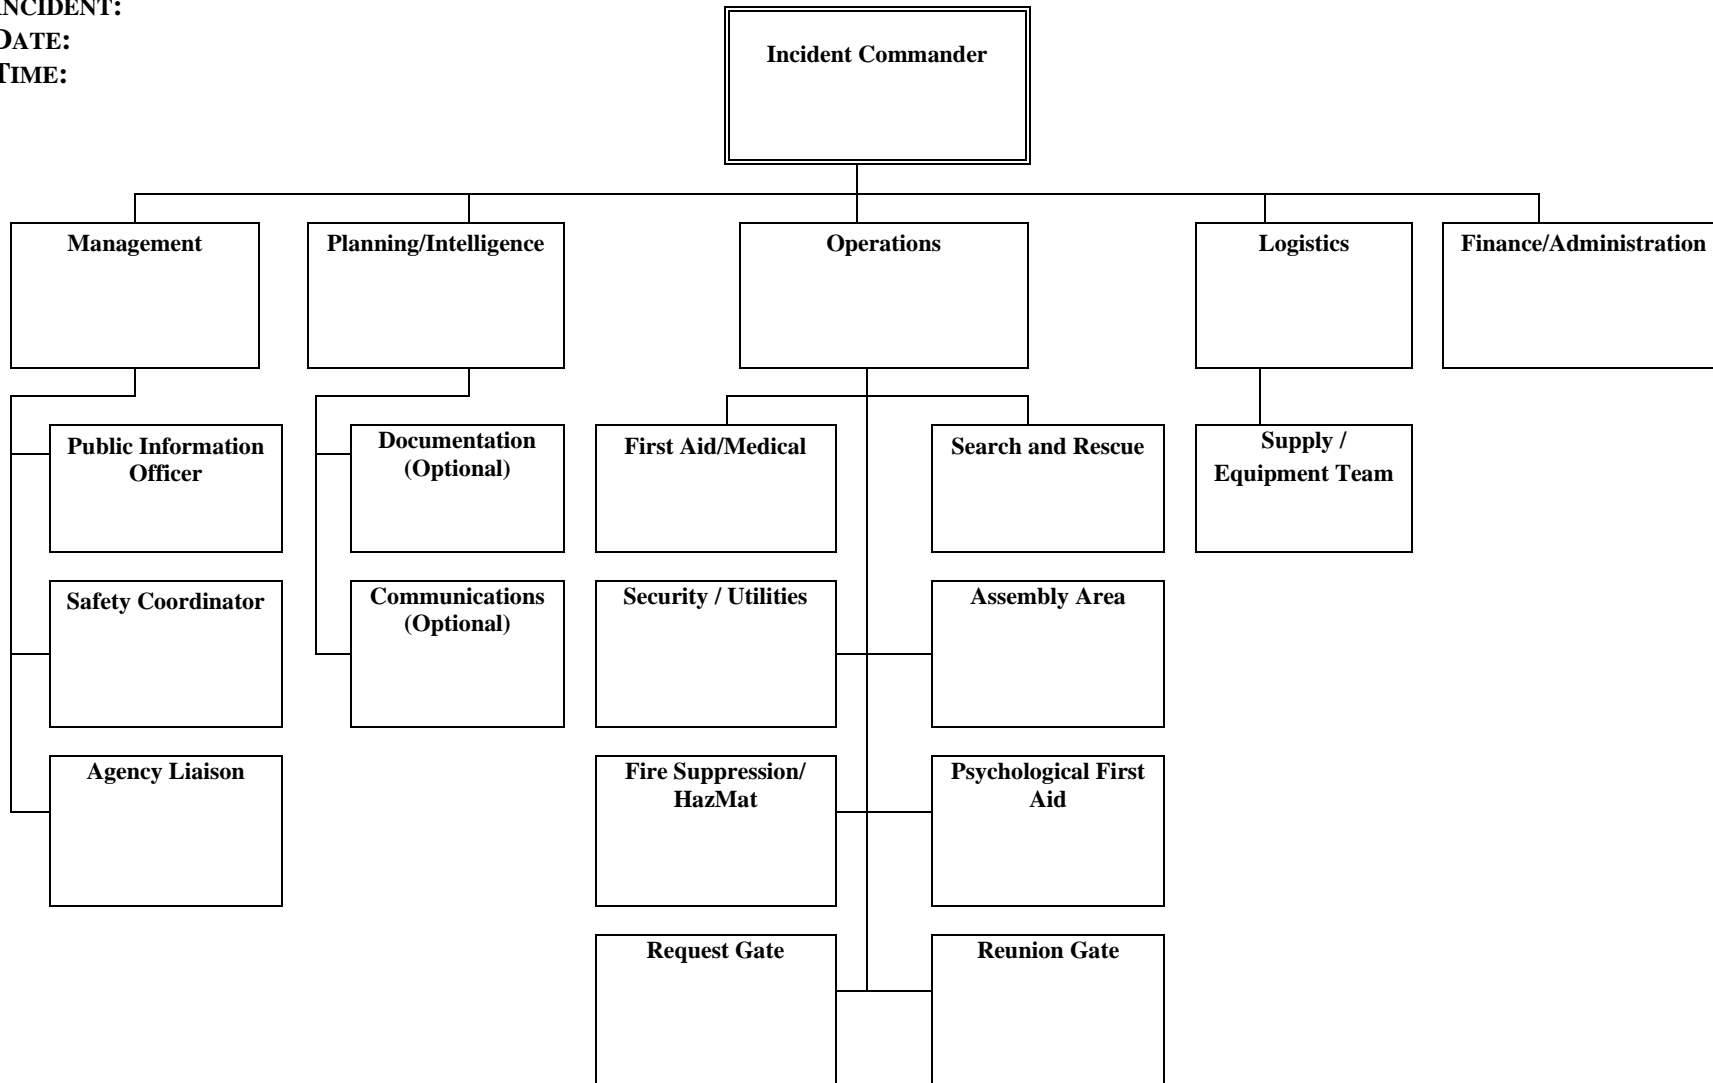 INCIDENT:
DATE:
TIME:
Incident Commander
Management
Planning/Intelligence
Operations
Logistics
Finance/Administration
Public Information
Officer
Documentation
(Optional)
First Aid/Medical
Search and Rescue
Supply /
Equipment Team
Safety Coordinator
Communications
(Optional)
Security / Utilities
Assembly Area
Agency Liaison
Fire Suppression/
HazMat
Psychological First
Aid
Request Gate
Reunion Gate